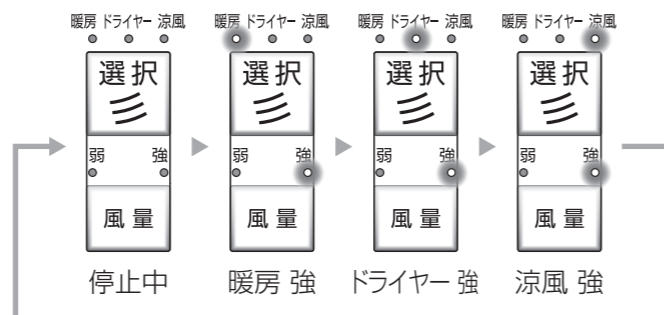 暖房 ドライヤー 涼風 暖房 ドライヤー 涼風 暖房 ドライヤー 涼風 暖房 ドライヤー 涼風
選択 選択 選択 選択
弱 強 弱 強 弱 強 弱 強
風量 風量 風量 風量
停止中 暖房 強 ドライヤー 強 涼風 強